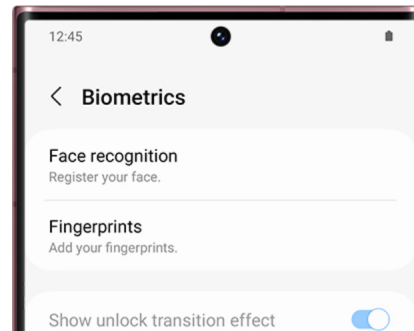 12:45
Biometrics
Face recognition
Register your face.
Fingerprints
Add your fingerprints.
Show unlock transition effect